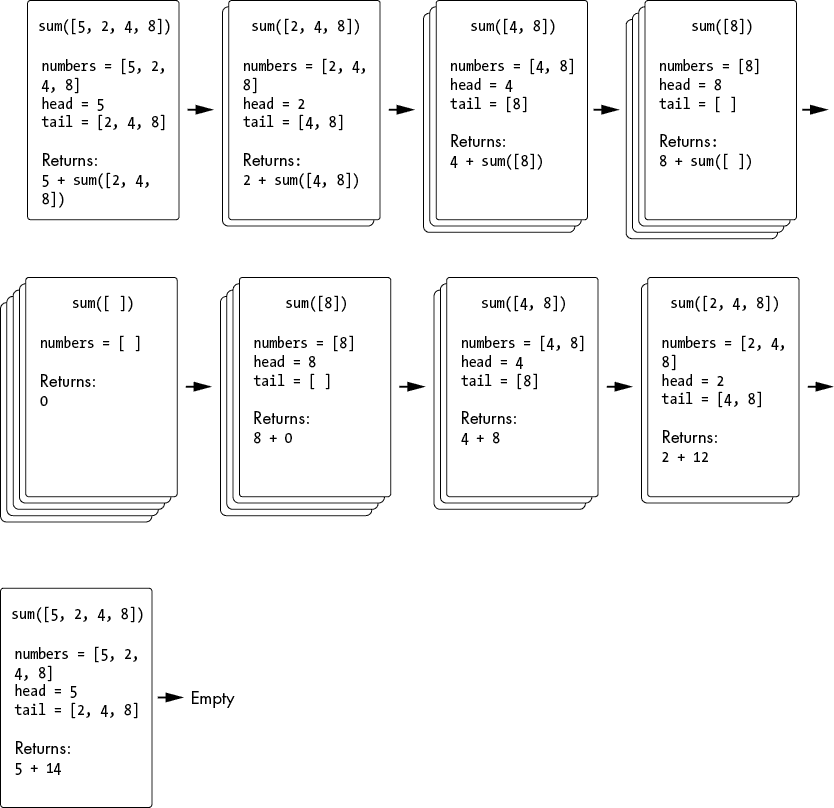 sum([5, 2, 4, 8])
numbers = [5, 2,
4, 8]
head = 5
tail = [2, 4, 8]
Returns:
5 + sum([2, 4,
8])
sum([2, 4, 8])
numbers = [2, 4,
8]
head = 2
tail = [4, 8]
Returns:
2 + sum([4, 8])
sum([4, 8])
numbers = [4, 8]
head = 4
tail = [8]
Returns:
4 + sum([8])
sum([8])
numbers = [8]
head = 8
tail = [ ]
Returns:
8 + sum([ ])
sum([ ])
numbers = [ ]
Returns:
0
sum([8])
numbers = [8]
head = 8
tail = [ ]
Returns:
8 + 0
sum([4, 8])
numbers = [4, 8]
head = 4
tail = [8]
Returns:
4 + 8
sum([2, 4, 8])
numbers = [2, 4,
8]
head = 2
tail = [4, 8]
Returns:
2 + 12
sum([5, 2, 4, 8])
numbers = [5, 2,
4, 8]
head = 5
tail = [2, 4, 8]
Returns:
5 + 14
Empty